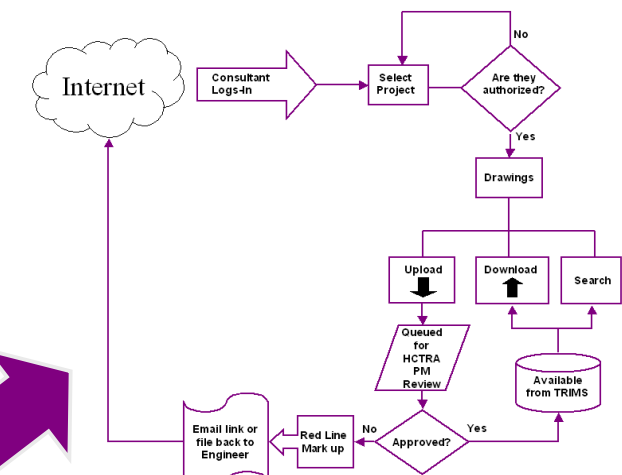 No
Internet
Consultant
Logs-In
Select
Project
Are they
authorized?
Yes
Drawings
Upload
Download
Search
Queued
for
HCTRA
PM
Review
Available
from TRIMS
Email link or
file back to
Engineer
Red Line
Mark up
No
Approved?
Yes